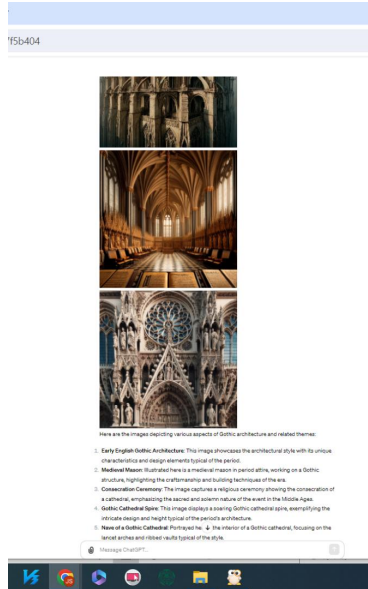 7f5b404
Here are the images depicting various aspects of Gothic architecture and related themes:
1. Early English Gothic Architecture: This image showcases the architectural style with its unique
characteristics and design elements typical of the period.
2. Medieval Mason: Illustrated here is a medieval mason in period attire, working on a Gothic
structure, highlighting the craftsmanship and building techniques of the era.
3. Consecration Ceremony: The image captures a religious ceremony showing the consecration of
a cathedral, emphasizing the sacred and solemn nature of the event in the Middle Ages.
4. Gothic Cathedral Spire: This image displays a soaring Gothic cathedral spire, exemplifying the
intricate design and height typical of the period's architecture.
5. Nave of a Gothic Cathedral: Portrayed he the interior of a Gothic cathedral, focusing on the
lancet arches and ribbed vaults typical of the style.
Message ChatGPT...